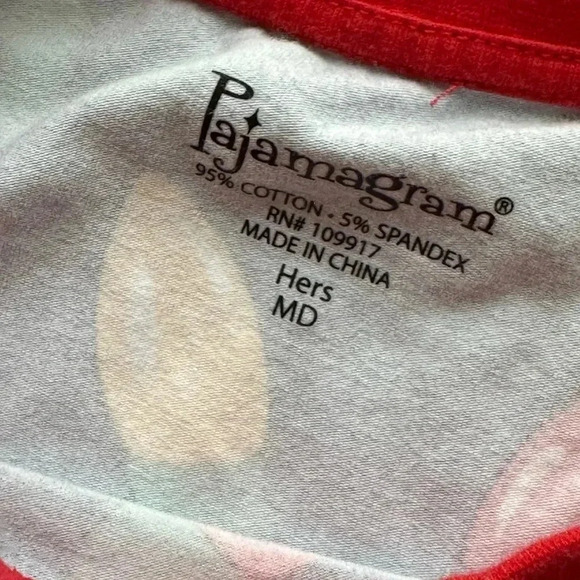 Pajamagram®
95% COTTON • 5% SPANDEX
RN# 109917
MADE IN CHINA
Hers
MD